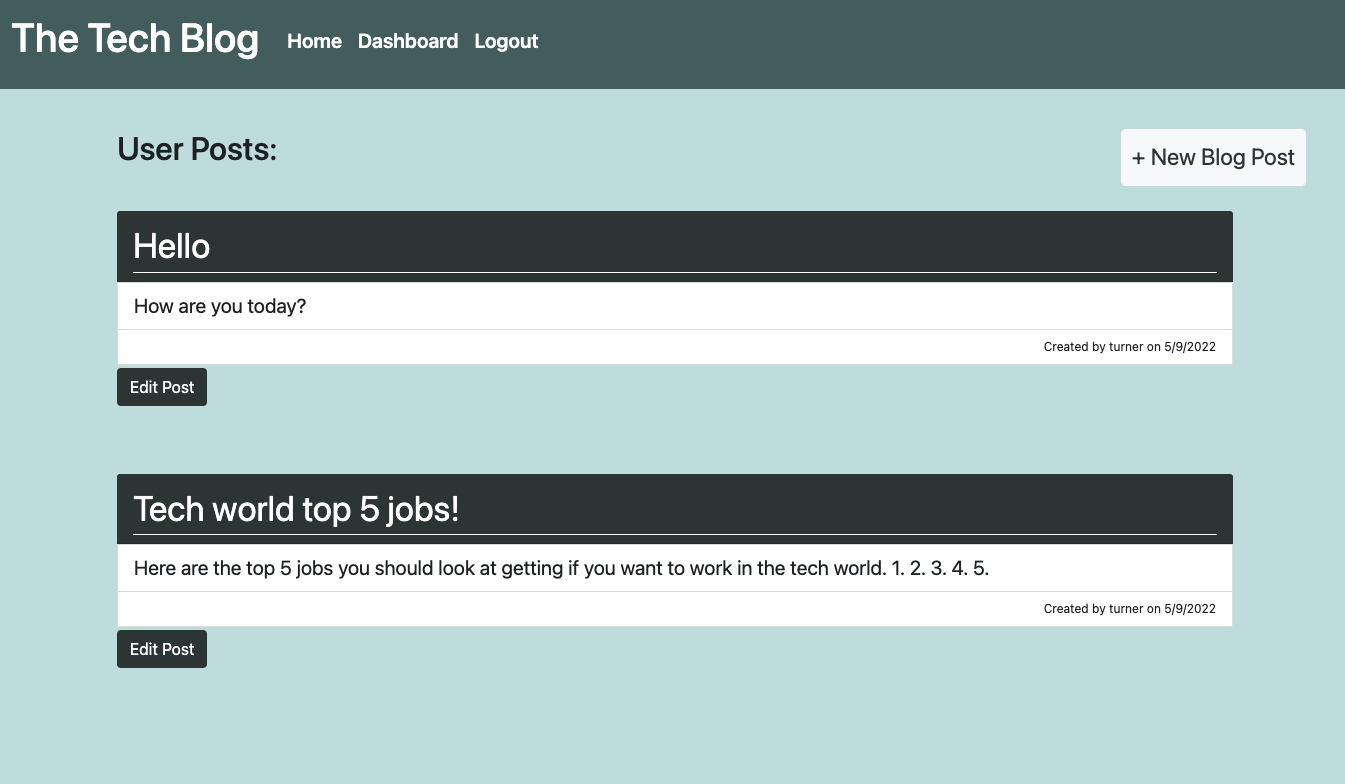 The Tech Blog Home Dashboard Logout
User Posts:
+ New Blog Post
Hello
How are you today?
Created by turner on 5/9/2022
Edit Post
Tech world top 5 jobs!
Here are the top 5 jobs you should look at getting if you want to work in the tech world. 1. 2. 3. 4. 5.
Created by turner on 5/9/2022
Edit Post